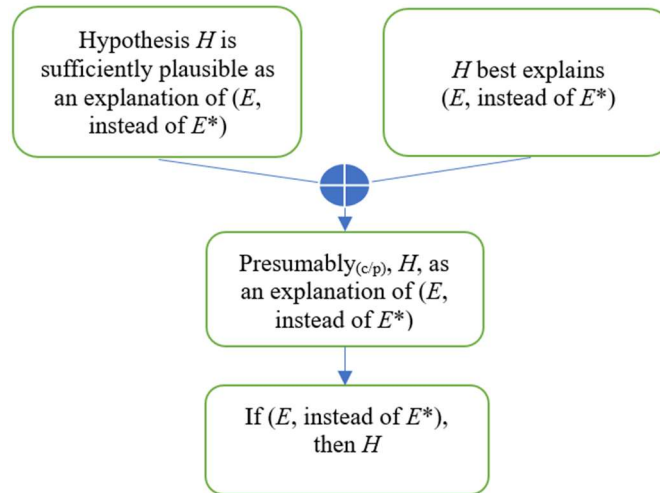 Hypothesis H is
sufficiently plausible as
an explanation of (E,
instead of E*)
H best explains
(E, instead of E*)
Presumably(c/p), H, as
an explanation of (E,
instead of E*)
If (E, instead of E*),
then H